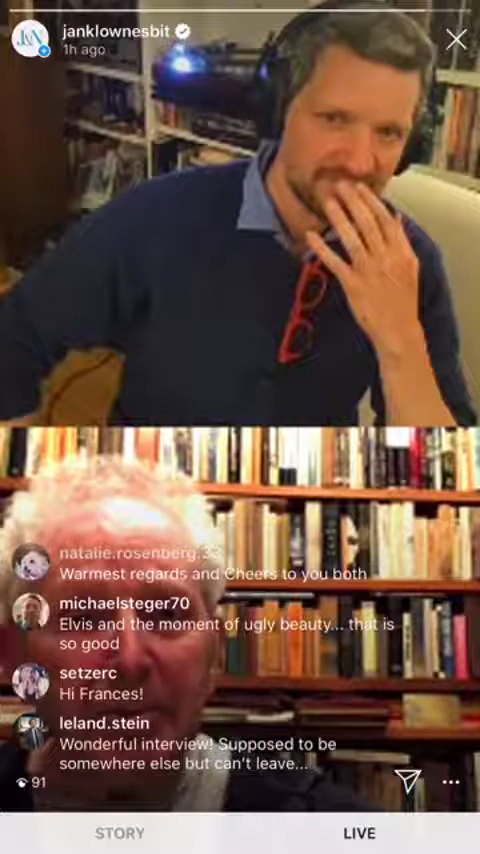 J&N
janklownesbit
1h ago
natalie.rosenberg.33
Warmest regards and Cheers to you both
michaelsteger70
Elvis and the moment of ugly beauty... that is
so good
setzerc
Hi Frances!
leland.stein
Wonderful interview! Supposed to be
somewhere else but can't leave...
91
STORY
LIVE